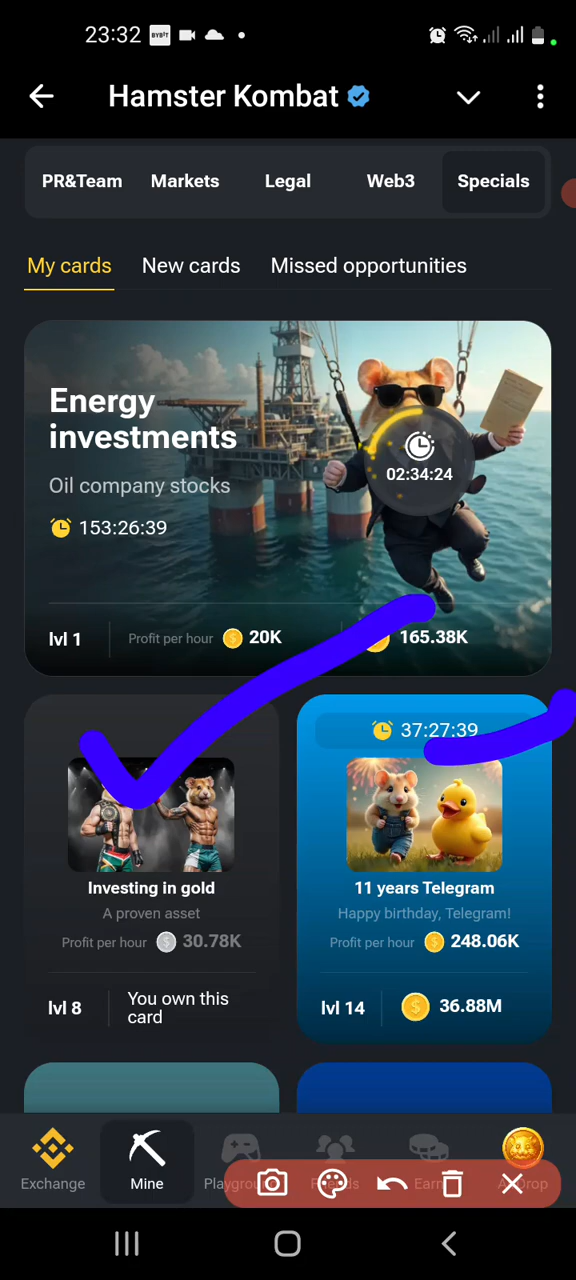 23:32 BYBIT
Hamster Kombat
PR&Team Markets Legal Web3 Specials
My cards New cards Missed opportunities
Energy
investments
Oil company stocks
02:34:24
153:26:39
lvl 1 Profit per hour 20K 165.38K
37:27:39
Investing in gold
A proven asset
Profit per hour 30.78K
lvl 8 You own this
card
11 years Telegram
Happy birthday, Telegram!
Profit per hour 248.06K
lvl 14 36.88M
Exchange Mine